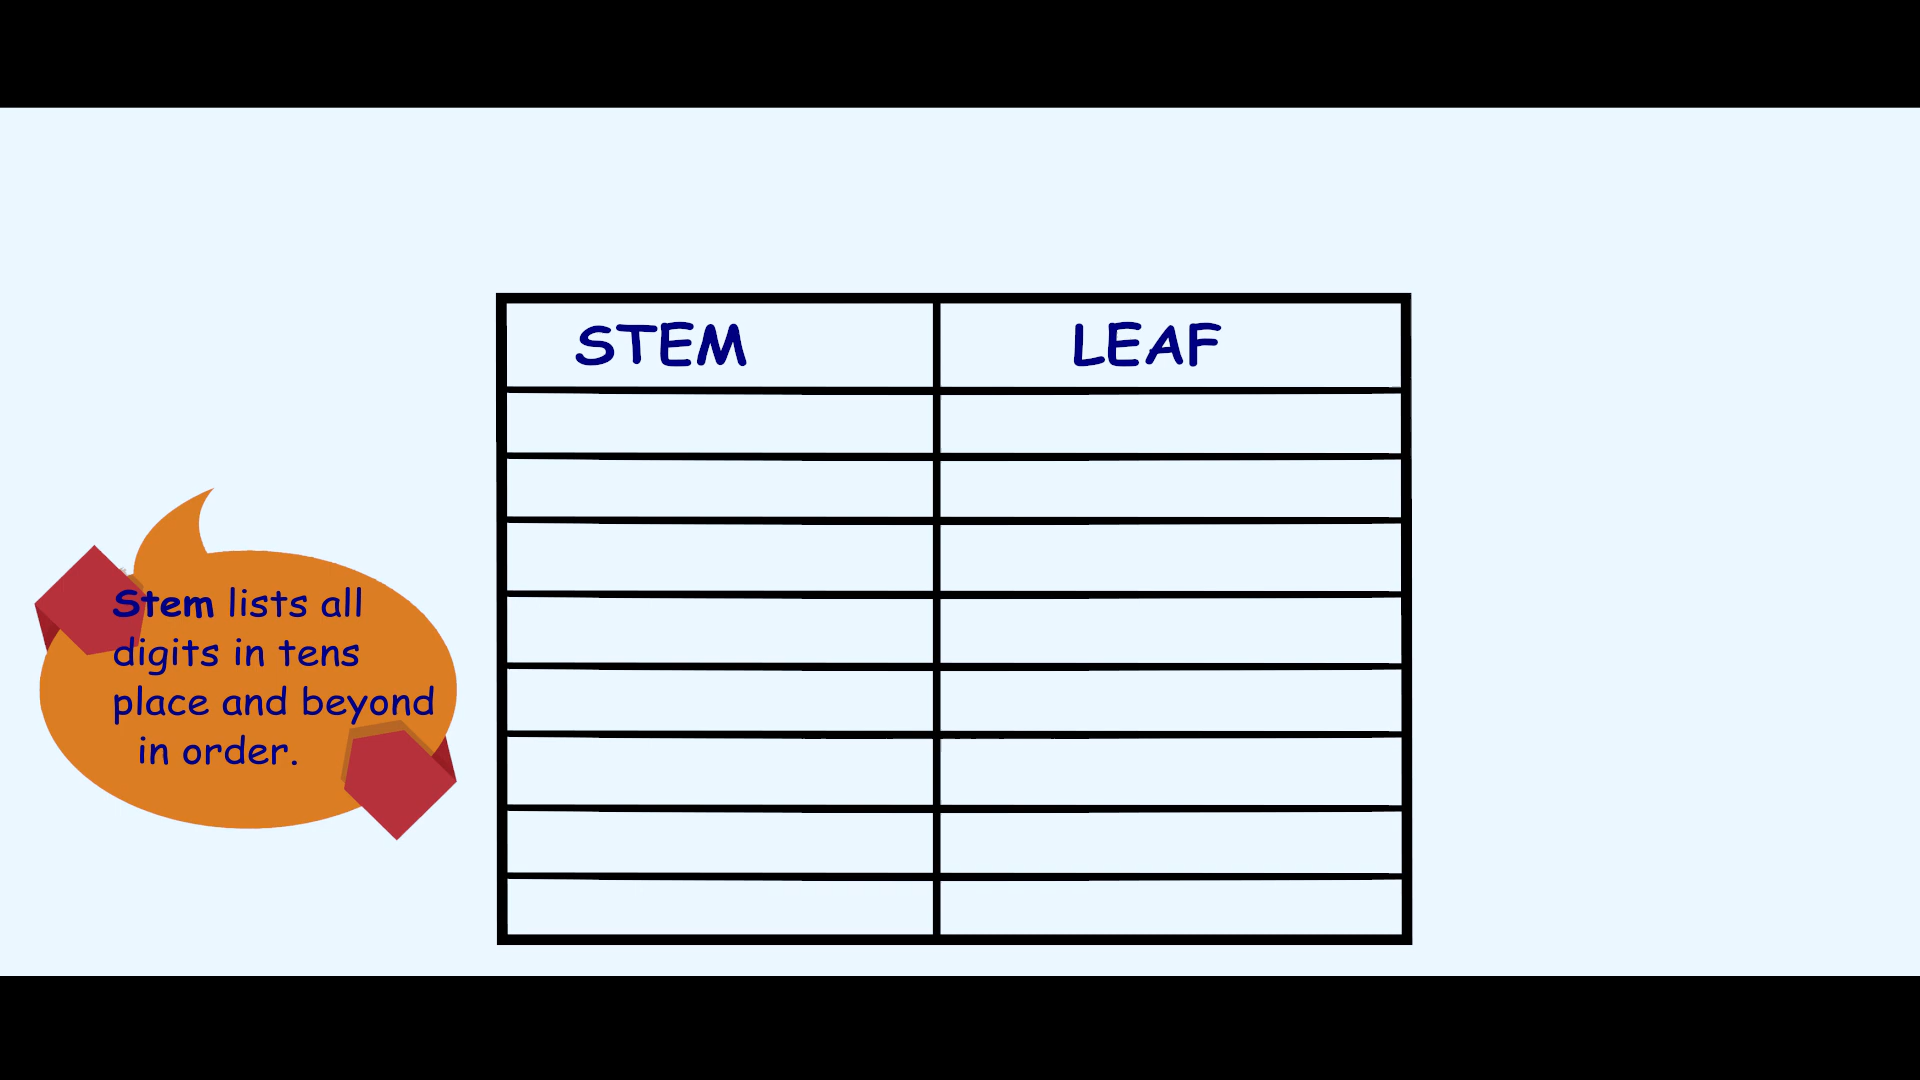 STEM LEAF
Stem lists all
digits in tens
place and beyond
in order.